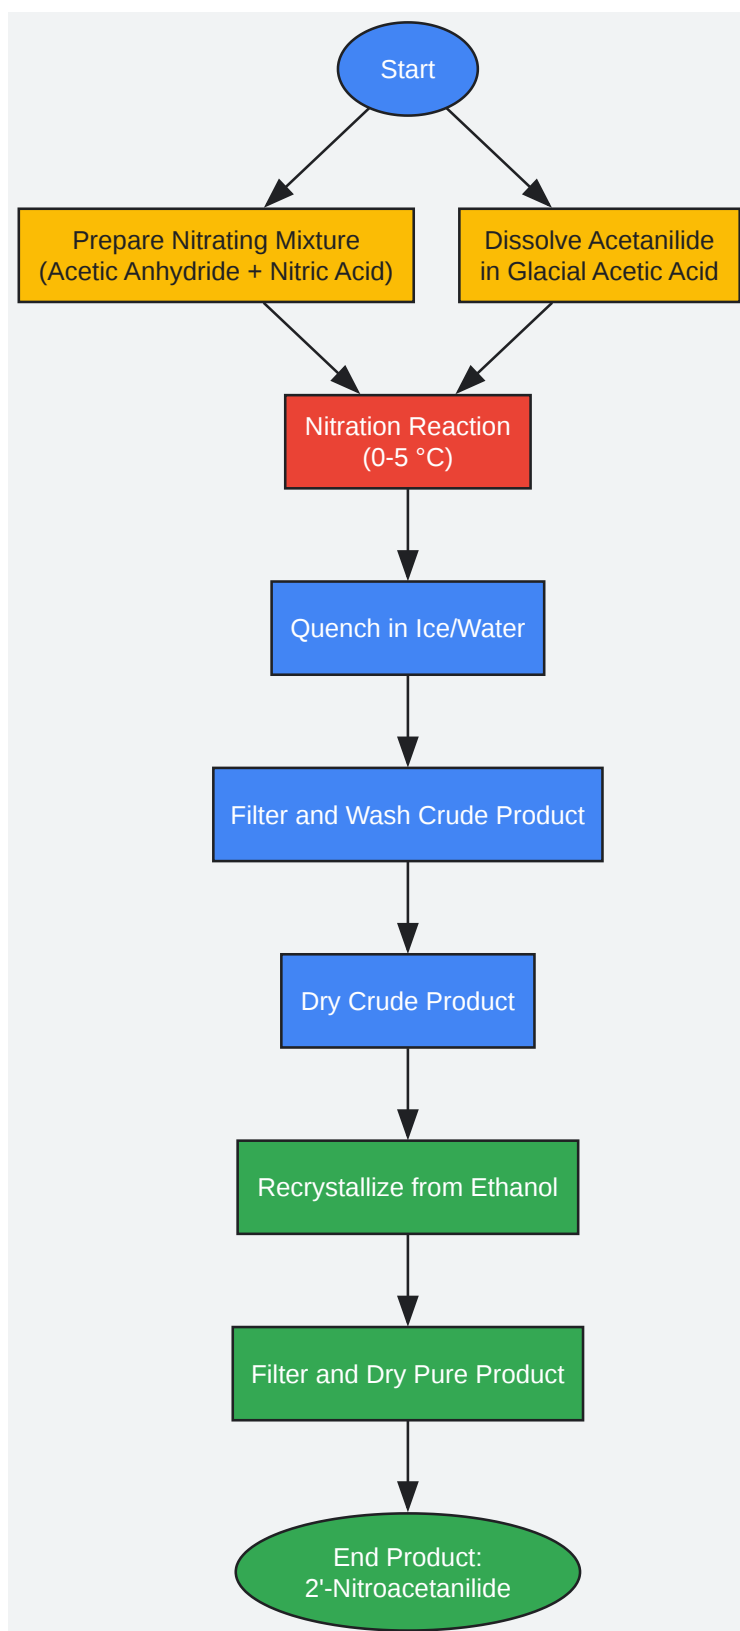 Start
Prepare Nitrating Mixture
(Acetic Anhydride + Nitric Acid)
Dissolve Acetanilide
in Glacial Acetic Acid
Nitration Reaction
(0-5 °C)
Quench in Ice/Water
Filter and Wash Crude Product
Dry Crude Product
Recrystallize from Ethanol
Filter and Dry Pure Product
End Product:
2'-Nitroacetanilide